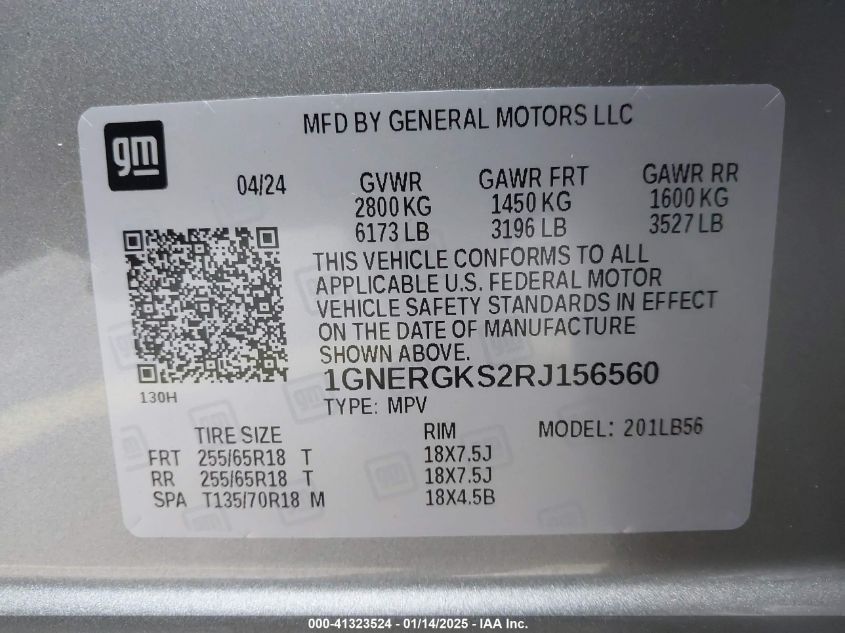 gm
MFD BY GENERAL MOTORS LLC
04/24
GVWR
2800 KG
6173 LB
GAWR FRT
1450 KG
3196 LB
GAWR RR
1600 KG
3527 LB
THIS VEHICLE CONFORMS TO ALL
APPLICABLE U.S. FEDERAL MOTOR
VEHICLE SAFETY STANDARDS IN EFFECT
ON THE DATE OF MANUFACTURE
SHOWN ABOVE.
1GNERGKS2RJ156560
130H
TYPE: MPV
TIRE SIZE RIM MODEL: 201LB56
FRT 255/65R18 T 18X7.5J
RR 255/65R18 T 18X7.5J
SPA T135/70R18 M 18X4.5B
000-41323524 - 01/14/2025 - IAA Inc.